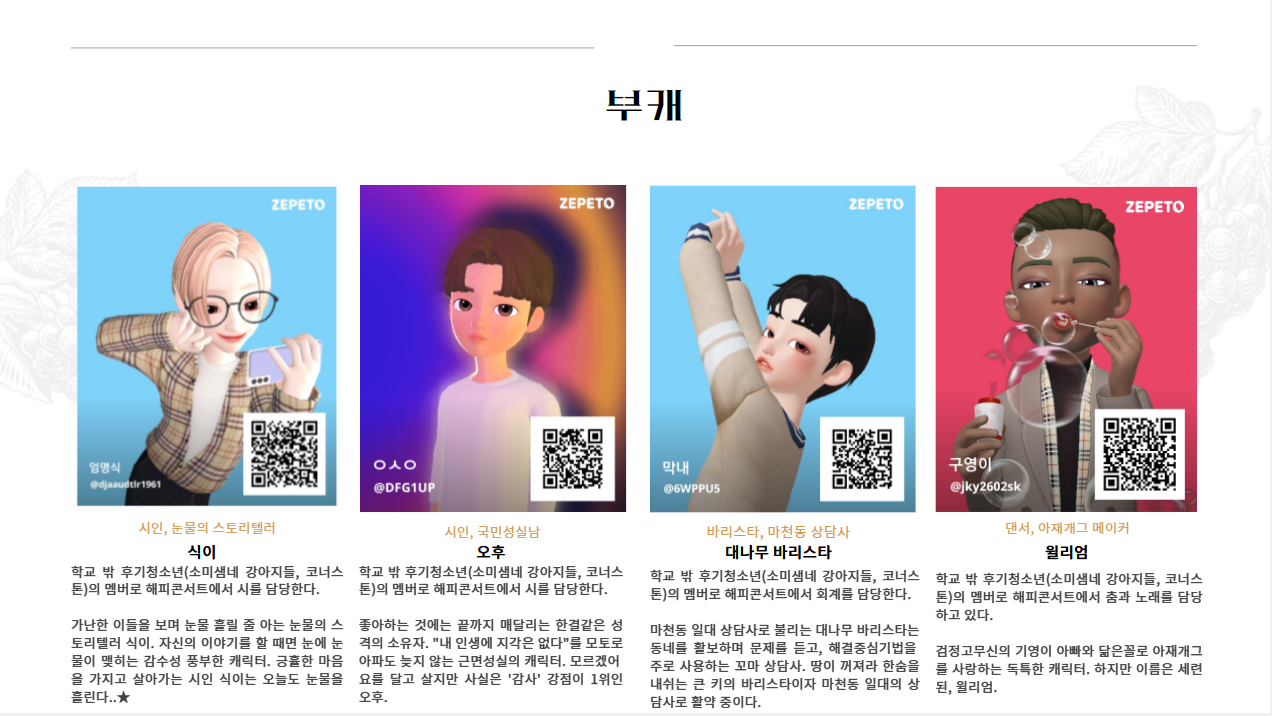 부캐
ZEPETO
엄명식
@djaaudtlr1961
시인, 눈물의 스토리텔러
식이
학교 밖 후기청소년(소미샘네 강아지들, 코너스
톤)의 멤버로 해피콘서트에서 시를 담당한다.
가난한 이들을 보며 눈물 흘릴 줄 아는 눈물의 스
토리텔러 식이. 자신의 이야기를 할 때면 눈에 눈
물이 맺히는 감수성 풍부한 캐릭터. 긍휼한 마음
을 가지고 살아가는 시인 식이는 오늘도 눈물을
흘린다..★
ZEPETO
ㅇㅅㅇ
@DFG1UP
시인, 국민성실남
오후
학교 밖 후기청소년(소미샘네 강아지들, 코너스
톤)의 멤버로 해피콘서트에서 시를 담당한다.
좋아하는 것에는 끝까지 매달리는 한결같은 성
격의 소유자. "내 인생에 지각은 없다"를 모토로
아파도 늦지 않는 근면성실의 캐릭터. 모르겠어
요를 달고 살지만 사실은 '감사' 강점이 1위인
오후.
ZEPETO
막내
@6WPPU5
바리스타, 마천동 상담사
대나무 바리스타
학교 밖 후기청소년(소미샘네 강아지들, 코너스
톤)의 멤버로 해피콘서트에서 회계를 담당한다.
마천동 일대 상담사로 불리는 대나무 바리스타는
동네를 활보하며 문제를 듣고, 해결중심기법을
주로 사용하는 꼬마 상담사. 땅이 꺼져라 한숨을
내쉬는 큰 키의 바리스타이자 마천동 일대의 상
담사로 활약 중이다.
ZEPETO
구영이
@jky2602sk
댄서, 아재개그 메이커
윌리엄
학교 밖 후기청소년(소미샘네 강아지들, 코너스
톤)의 멤버로 해피콘서트에서 춤과 노래를 담당
하고 있다.
검정고무신의 기영이 아빠와 닮은꼴로 아재개그
를 사랑하는 독특한 캐릭터. 하지만 이름은 세련
된, 윌리엄.